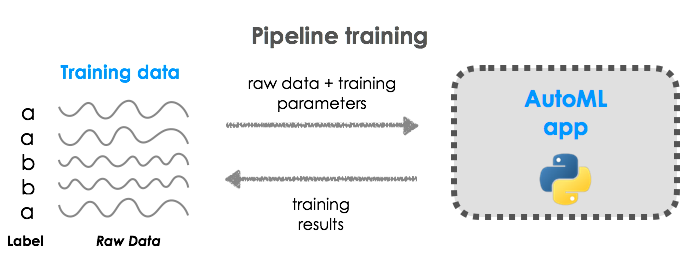 Pipeline training
Training data
a
a
b
b
a
Label
Raw Data
raw data + training
parameters
training
results
AutoML
app